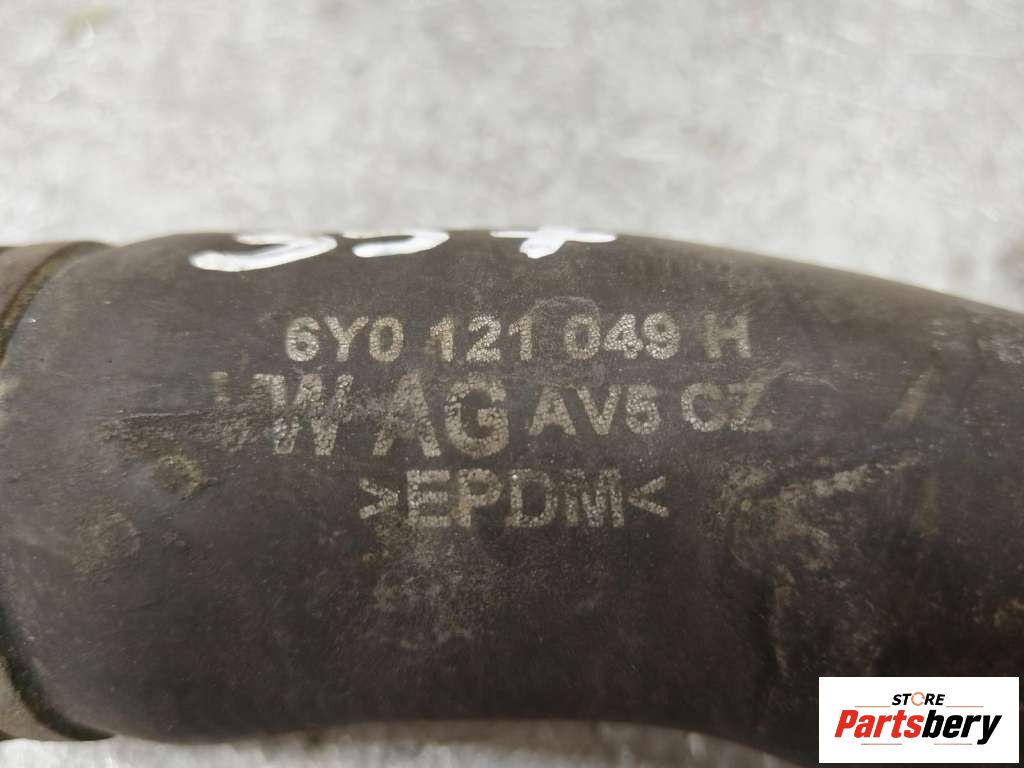 6Y0 121 049 H
VW AG AV5 CZ
>EPDM<
STORE
Partsbery